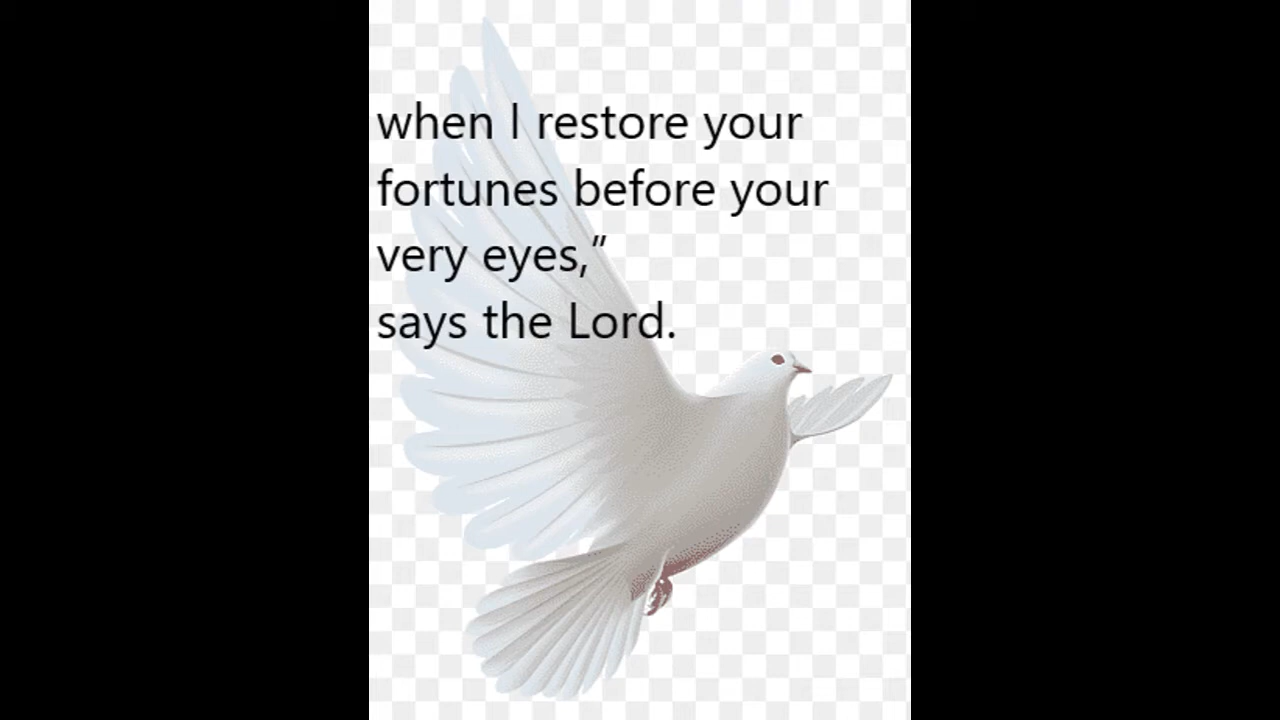 when I restore your
fortunes before your
very eyes,”
says the Lord.